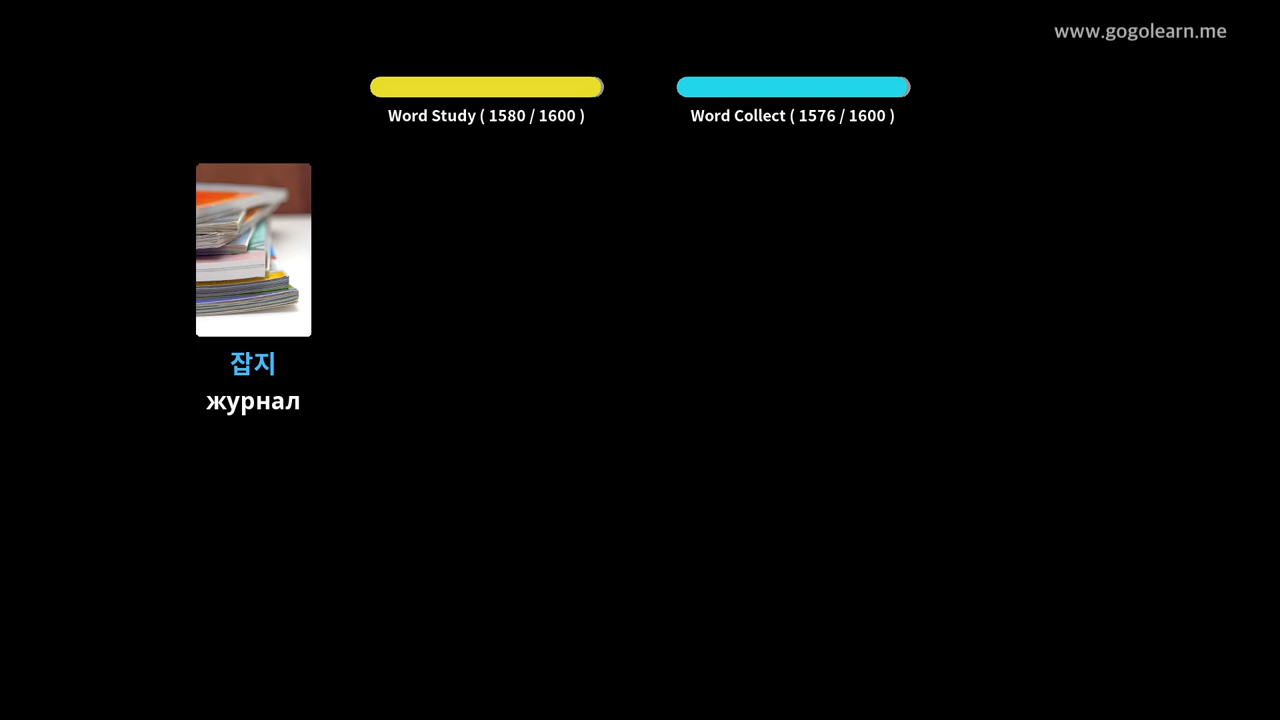 www.gogolearn.me
Word Study ( 1580 / 1600 )
Word Collect ( 1576 / 1600 )
잡지
журнал